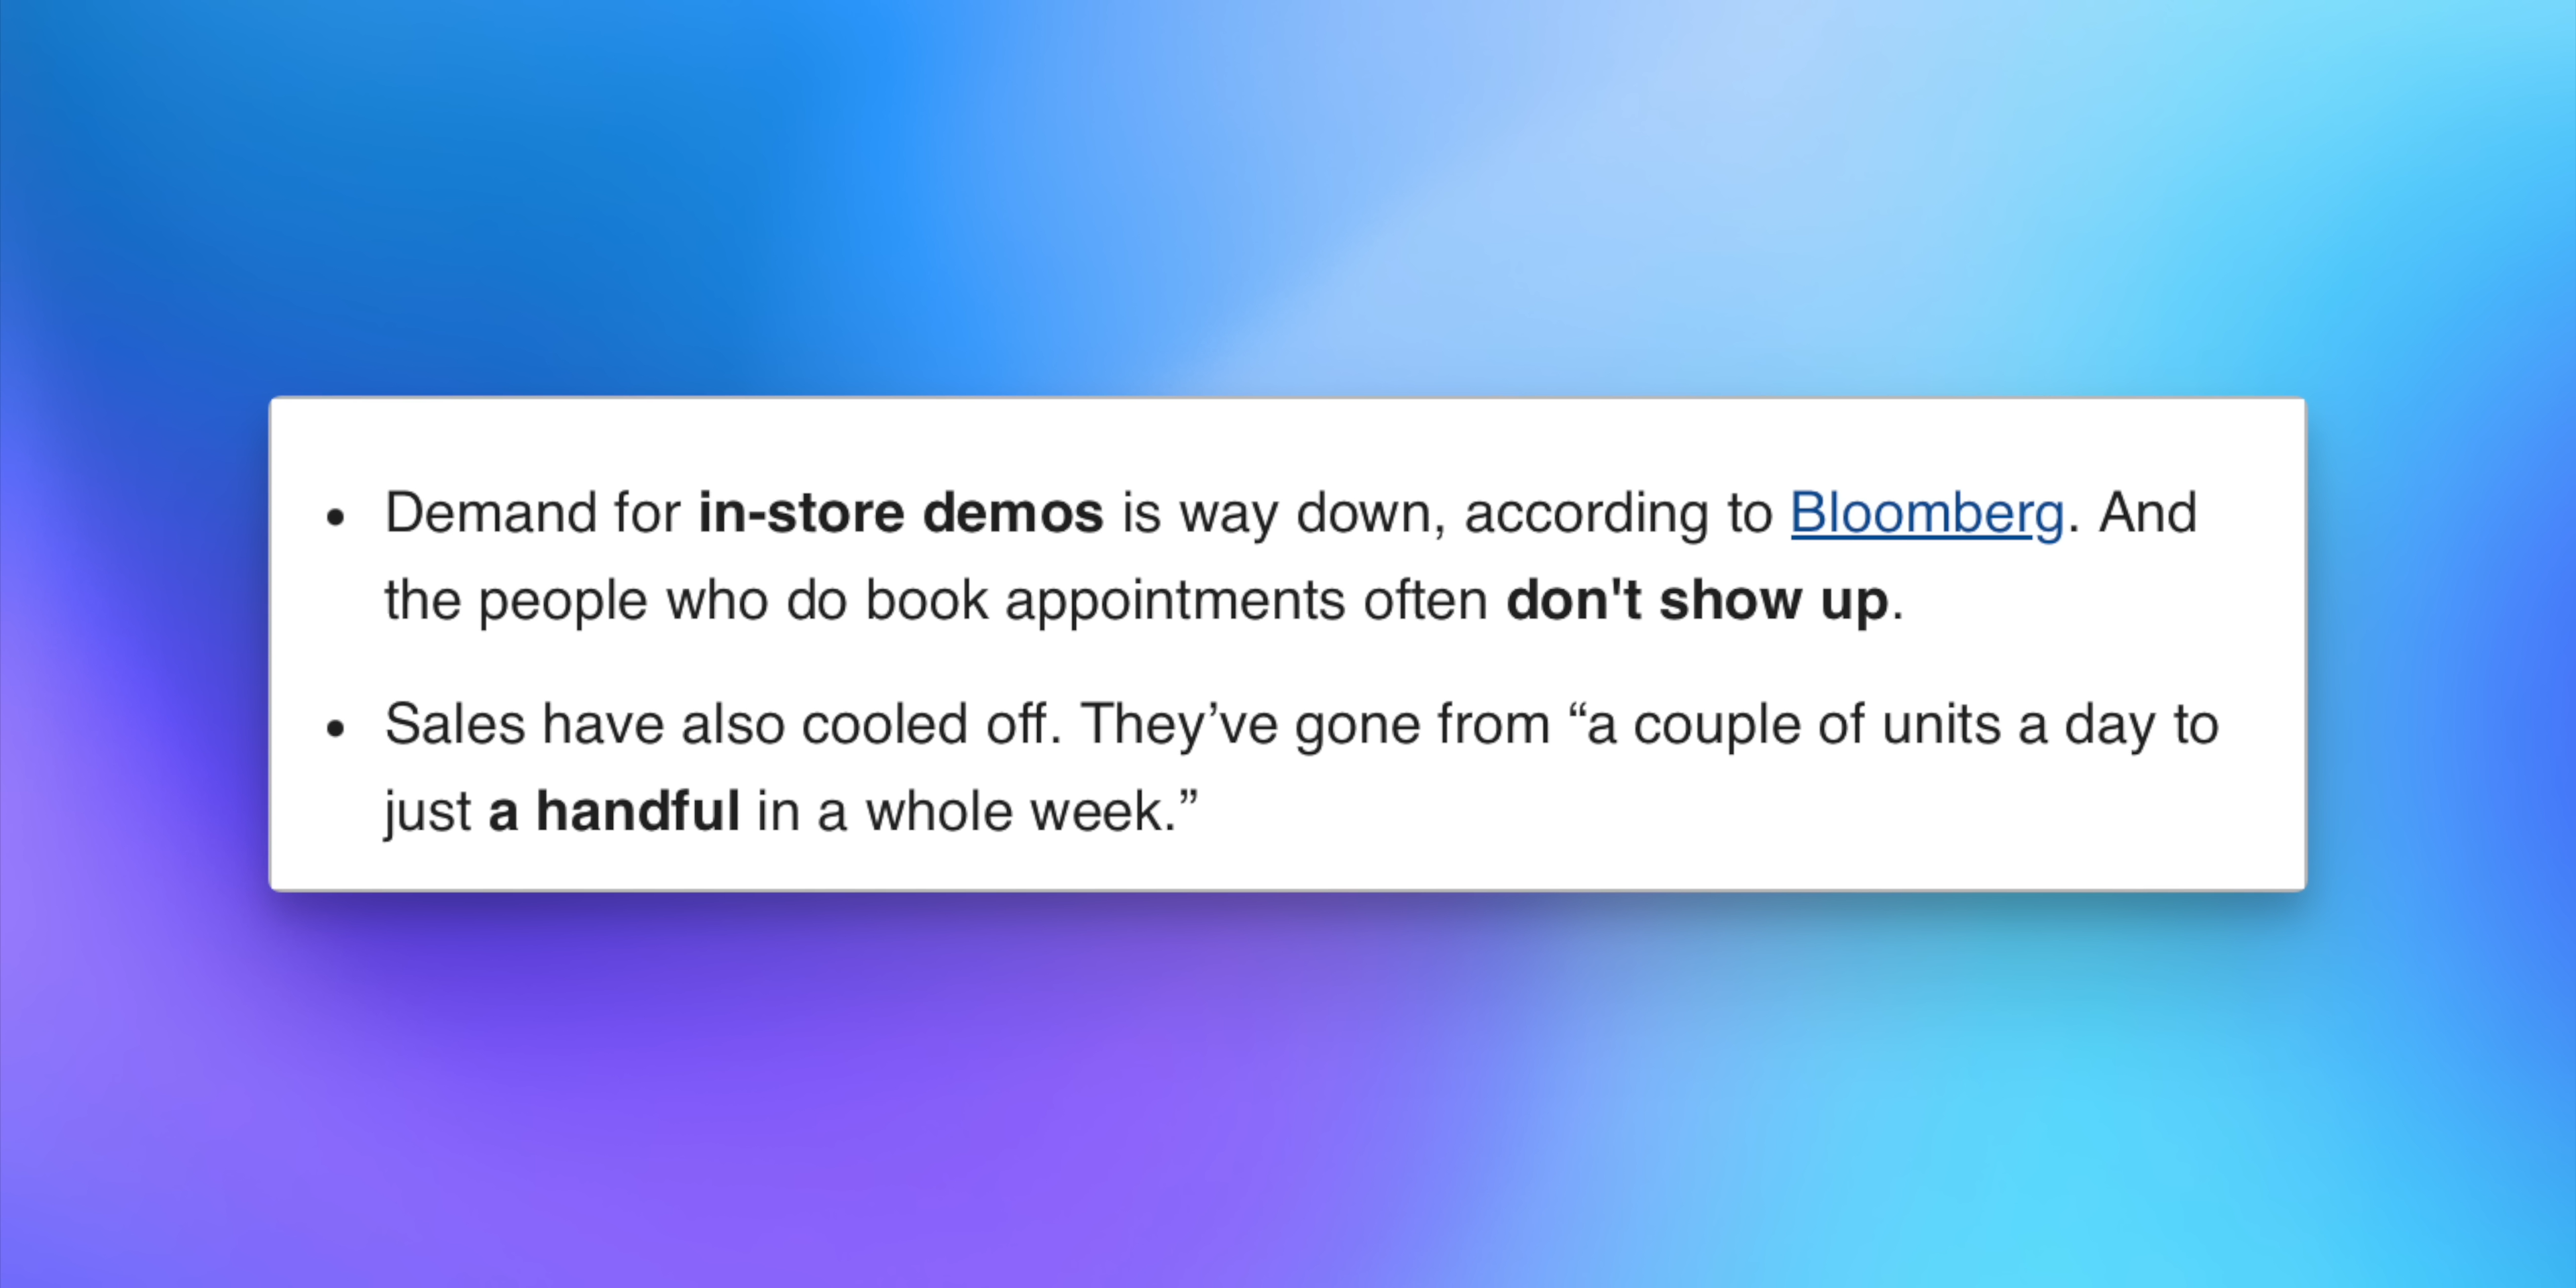 • Demand for in-store demos is way down, according to Bloomberg. And
the people who do book appointments often don't show up.
• Sales have also cooled off. They’ve gone from “a couple of units a day to
just a handful in a whole week.”